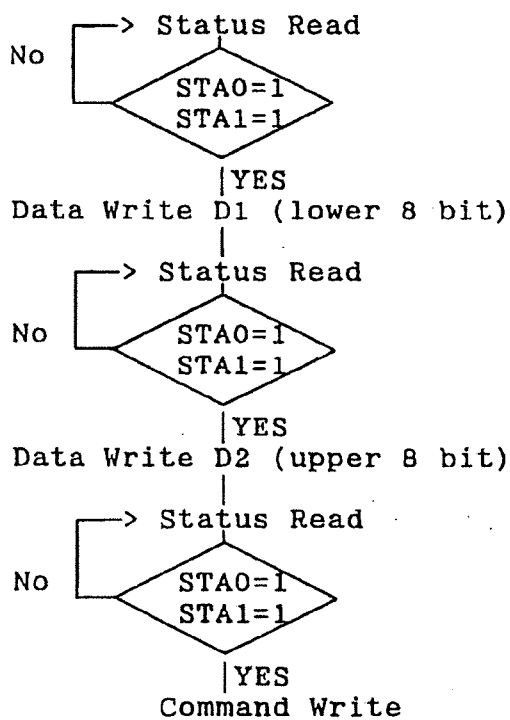 Status Read
No
STA0=1
STA1=1
YES
Data Write D1 (lower 8 bit)
Status Read
No
STA0=1
STA1=1
YES
Data Write D2 (upper 8 bit)
Status Read
No
STA0=1
STA1=1
YES
Command Write